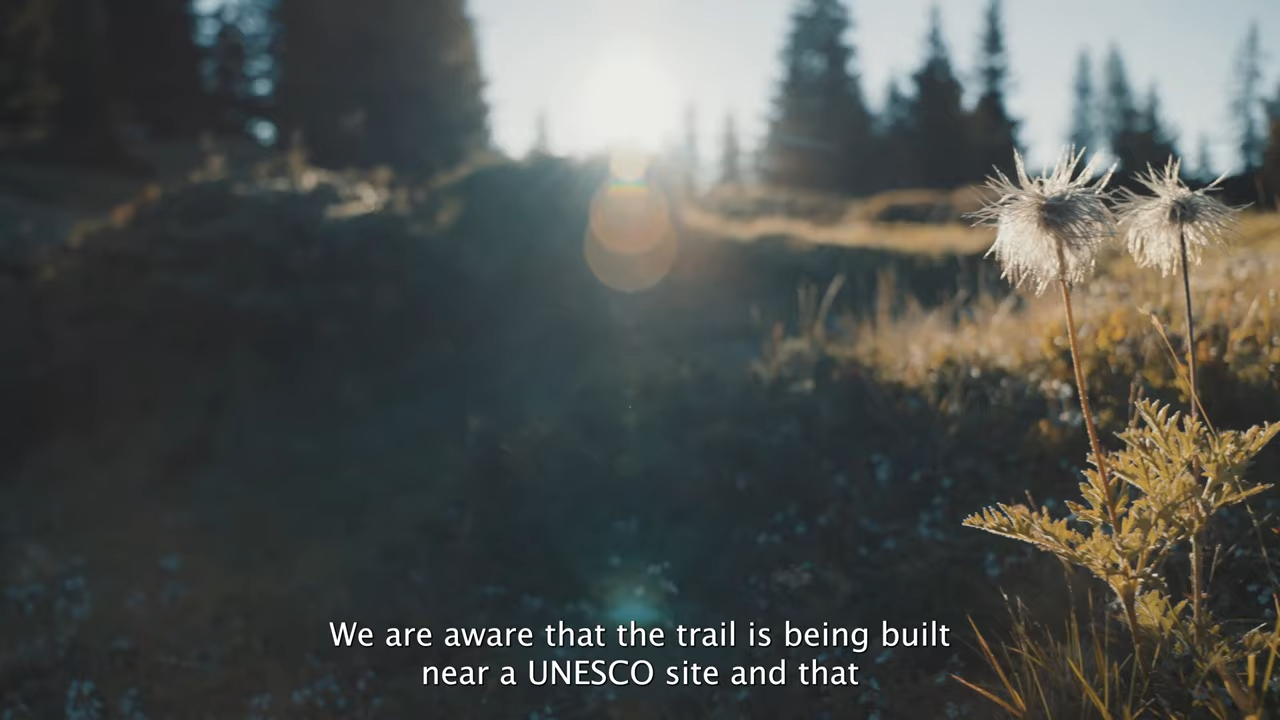 We are aware that the trail is being built
near a UNESCO site and that